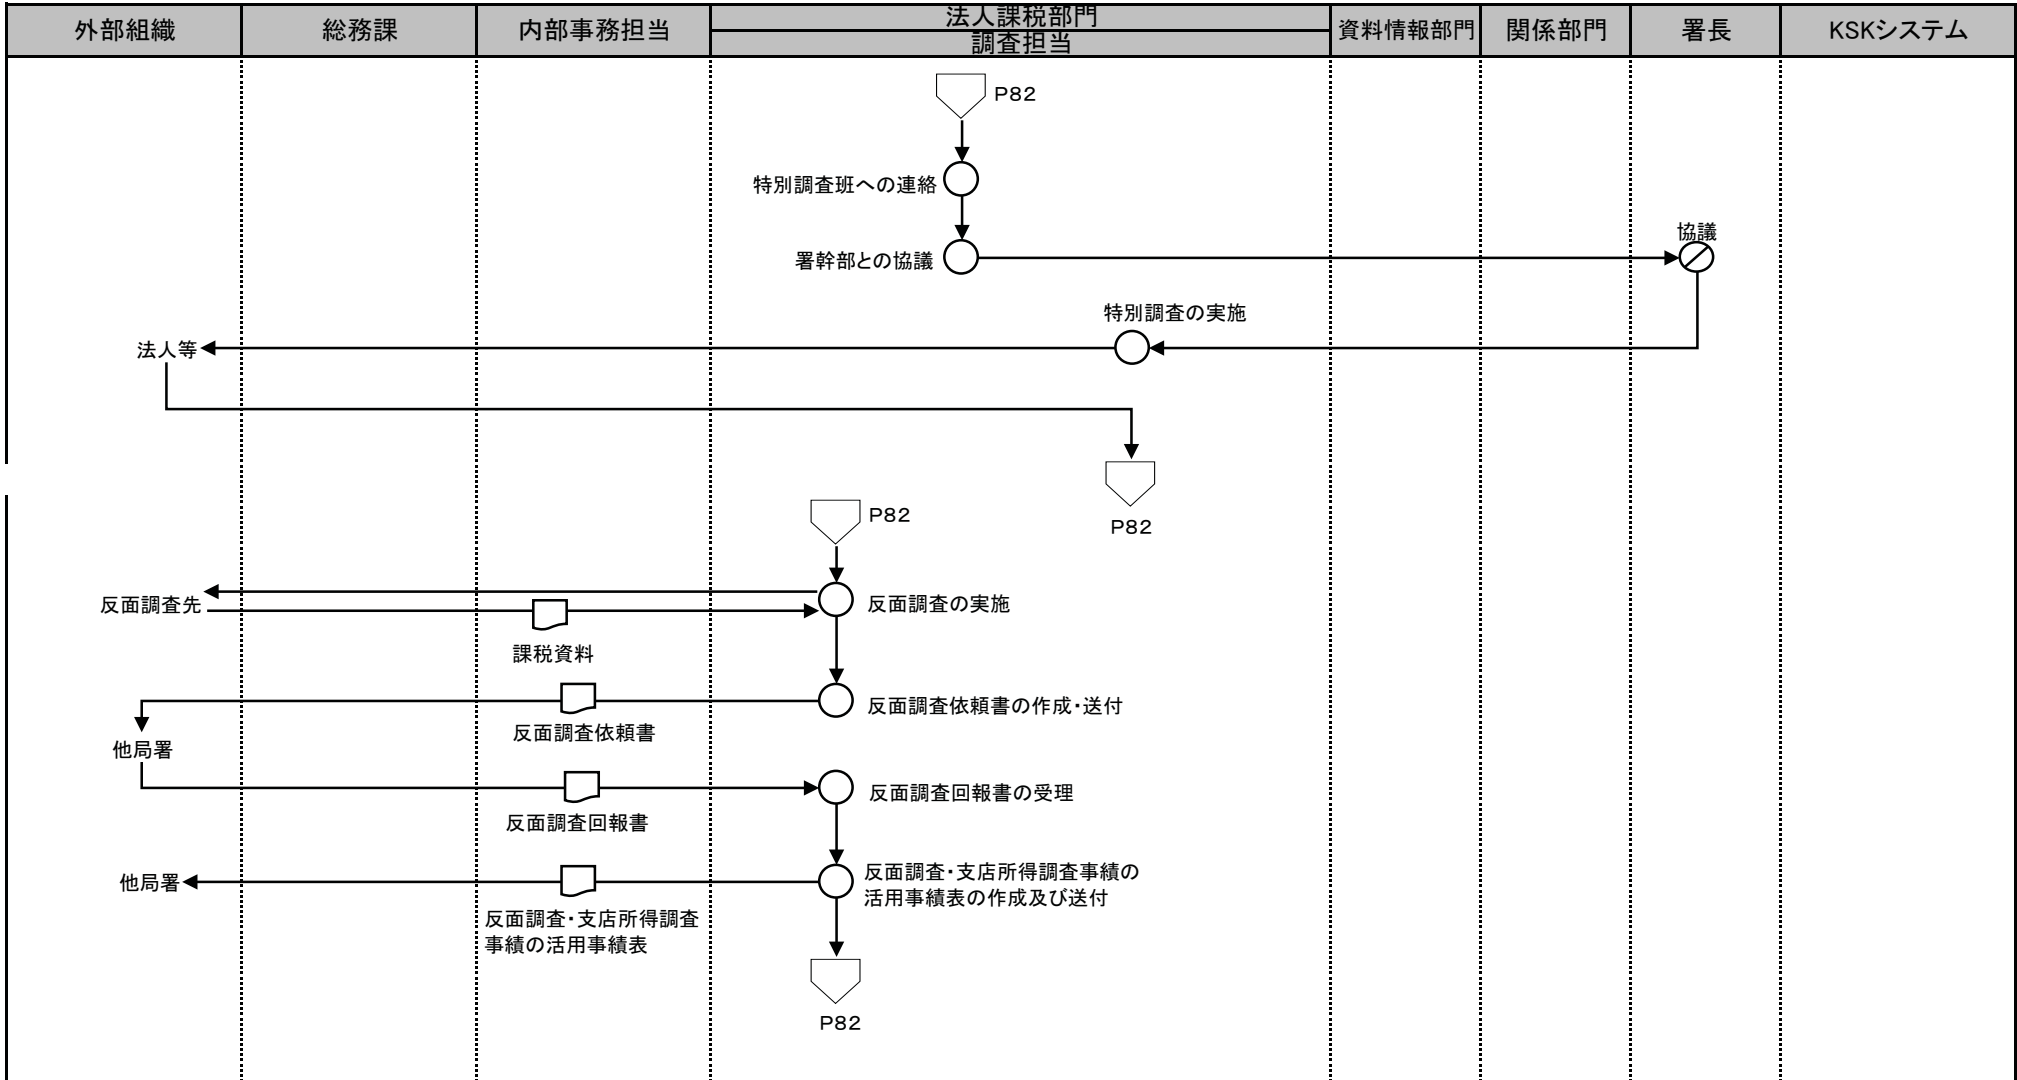 外部組織
総務課
内部事務担当
法人課税部門
調査担当
資料情報部門
関係部門
署長
KSKシステム
P82
特別調査班への連絡
協議
署幹部との協議
特別調査の実施
法人等
P82
P82
反面調査先
反面調査の実施
課税資料
反面調査依頼書の作成・送付
反面調査依頼書
他局署
反面調査回報書の受理
反面調査回報書
他局署
反面調査・支店所得調査事績の
活用事績表の作成及び送付
反面調査・支店所得調査
事績の活用事績表
P82